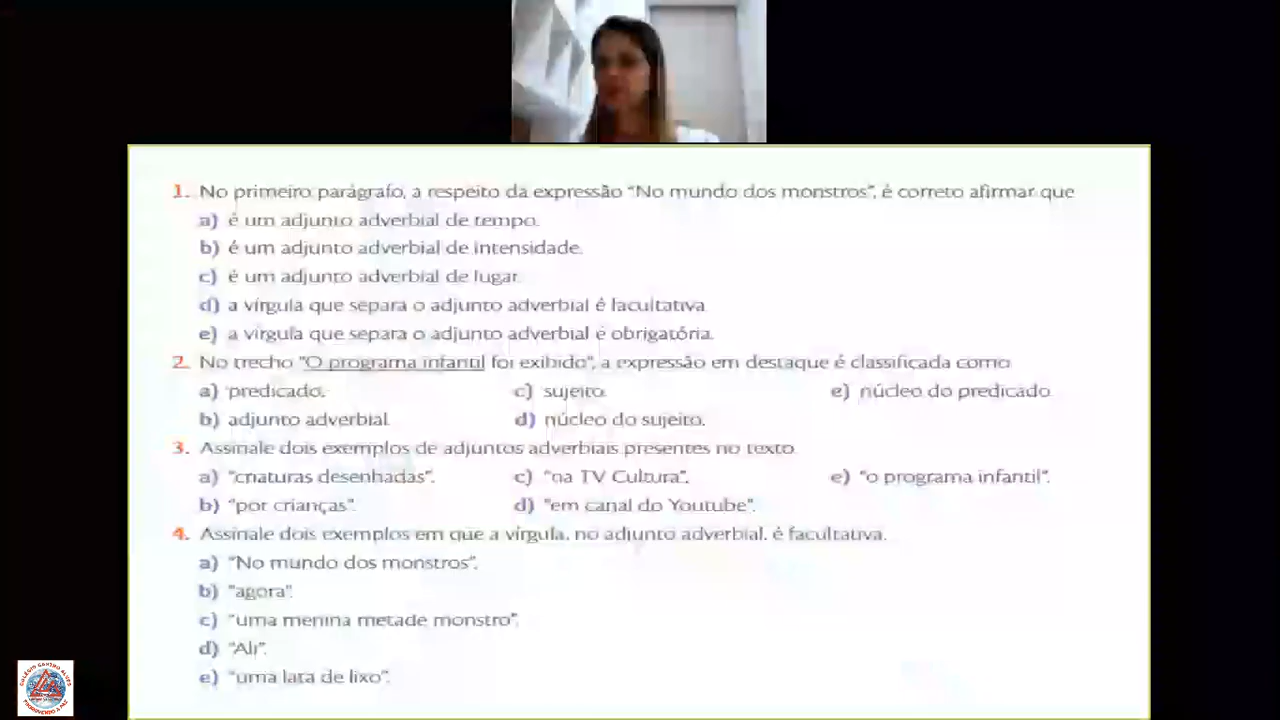 1. No primeiro parágrafo, a respeito da expressão "No mundo dos monstros", é correto afirmar que
a) é um adjunto adverbial de tempo.
b) é um adjunto adverbial de intensidade.
c) é um adjunto adverbial de lugar.
d) a vírgula que separa o adjunto adverbial é facultativa
e) a vírgula que separa o adjunto adverbial é obrigatória.
2. No trecho "O programa infantil foi exibido", a expressão em destaque é classificada como
a) predicado. c) sujeito. e) núcleo do predicado
b) adjunto adverbial. d) núcleo do sujeito.
3. Assinale dois exemplos de adjuntos adverbiais presentes no texto.
a) "criaturas desenhadas". c) "na TV Cultura". e) "o programa infantil".
b) "por crianças". d) "em canal do Youtube".
4. Assinale dois exemplos em que a vírgula, no adjunto adverbial, é facultativa.
a) "No mundo dos monstros".
b) "agora".
c) "uma menina metade monstro".
d) "Ali".
e) "uma lata de lixo".